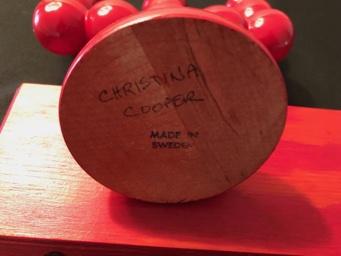 CHRISTINA
COOPER
MADE IN
SWEDEN